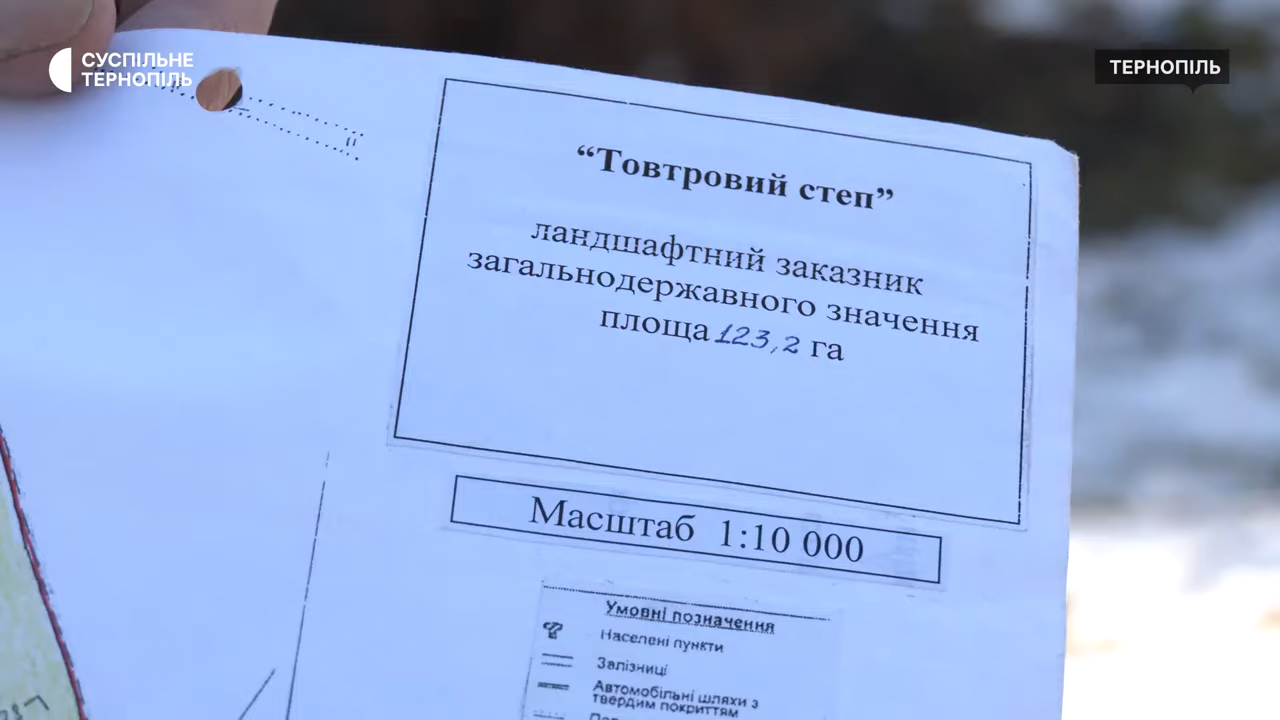 СУСПІЛЬНЕ
ТЕРНОПІЛЬ
ТЕРНОПІЛЬ
“Товтровий степ”
ландшафтний заказник
загальнодержавного значення
площа 123,2 га
Масштаб 1:10 000
Умовні позначення
Населені пункти
Залізниці
Автомобільні шляхи з
твердим покриттям